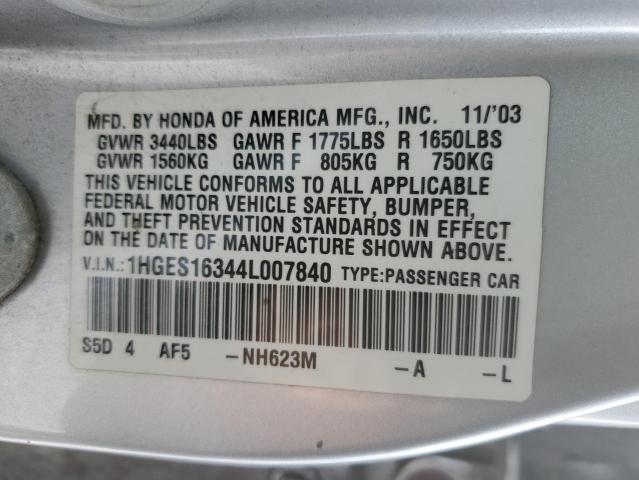 MFD. BY HONDA OF AMERICA MFG., INC. 11/'03
GVWR 3440LBS GAWR F 1775LBS R 1650LBS
GVWR 1560KG GAWR F 805KG R 750KG
THIS VEHICLE CONFORMS TO ALL APPLICABLE
FEDERAL MOTOR VEHICLE SAFETY, BUMPER,
AND THEFT PREVENTION STANDARDS IN EFFECT
ON THE DATE OF MANUFACTURE SHOWN ABOVE.
V.I.N.:1HGES16344L007840 TYPE:PASSENGER CAR
S5D 4 AF5 -NH623M -A -L